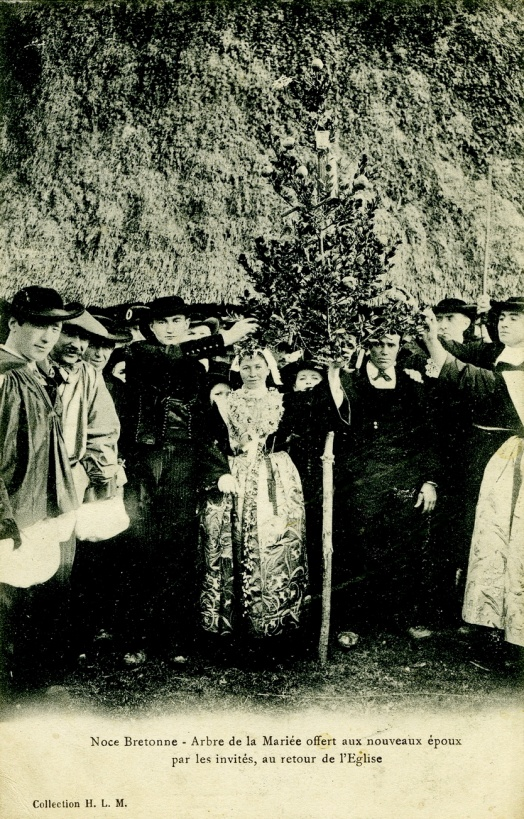 Noce Bretonne - Arbre de la Mariée offert aux nouveaux époux
par les invités, au retour de l'Eglise
Collection H. L. M.